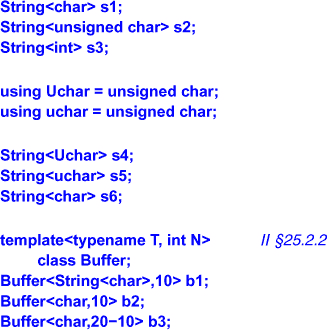 String<char> s1;
String<unsigned char> s2;
String<int> s3;
using Uchar = unsigned char;
using uchar = unsigned char;
String<Uchar> s4;
String<uchar> s5;
String<char> s6;
template<typename T, int N> // §25.2.2
class Buffer;
Buffer<String<char>,10> b1;
Buffer<char,10> b2;
Buffer<char,20−10> b3;